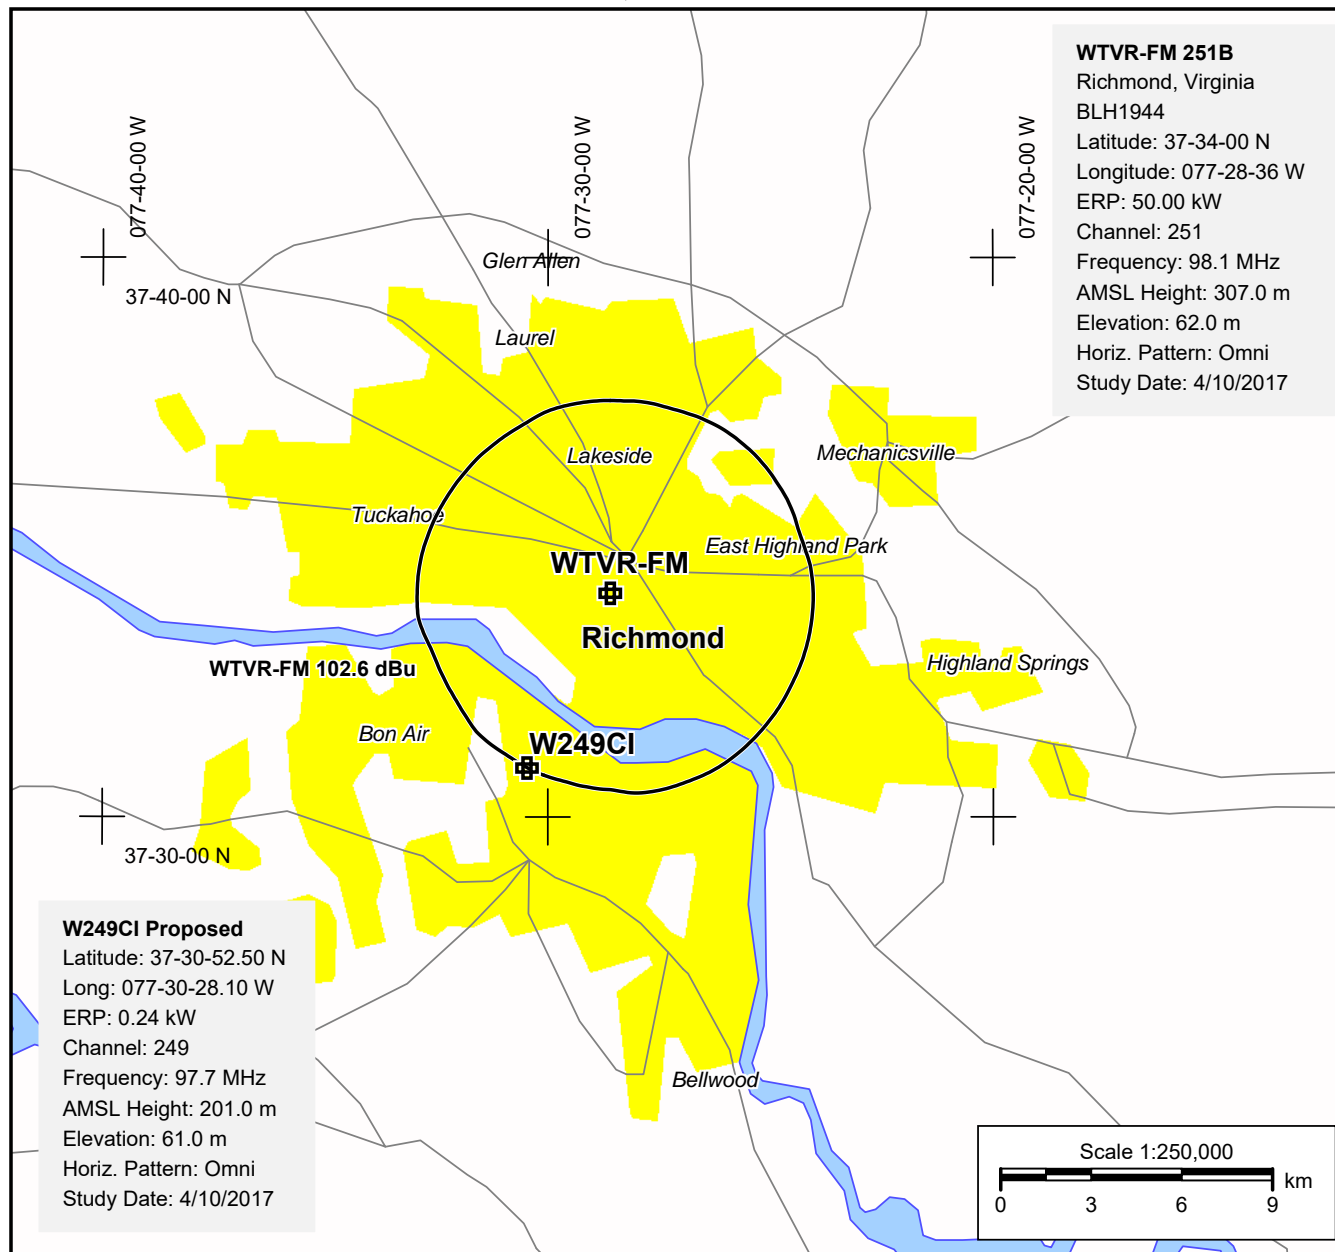 WTVR-FM 251B
Richmond, Virginia
BLH1944
Latitude: 37-34-00 N
Longitude: 077-28-36 W
ERP: 50.00 kW
Channel: 251
Frequency: 98.1 MHz
AMSL Height: 307.0 m
Elevation: 62.0 m
Horiz. Pattern: Omni
Study Date: 4/10/2017
077-40-00 W
077-30-00 W
077-20-00 W
Glen Allen
37-40-00 N
Laurel
Lakeside
Mechanicsville
Tuckahoe
East Highland Park
WTVR-FM
Richmond
Highland Springs
WTVR-FM 102.6 dBu
Bon Air
W249CI
37-30-00 N
W249CI Proposed
Latitude: 37-30-52.50 N
Long: 077-30-28.10 W
ERP: 0.24 kW
Channel: 249
Frequency: 97.7 MHz
AMSL Height: 201.0 m
Elevation: 61.0 m
Horiz. Pattern: Omni
Study Date: 4/10/2017
Bellwood
Scale 1:250,000
km
0 3 6 9